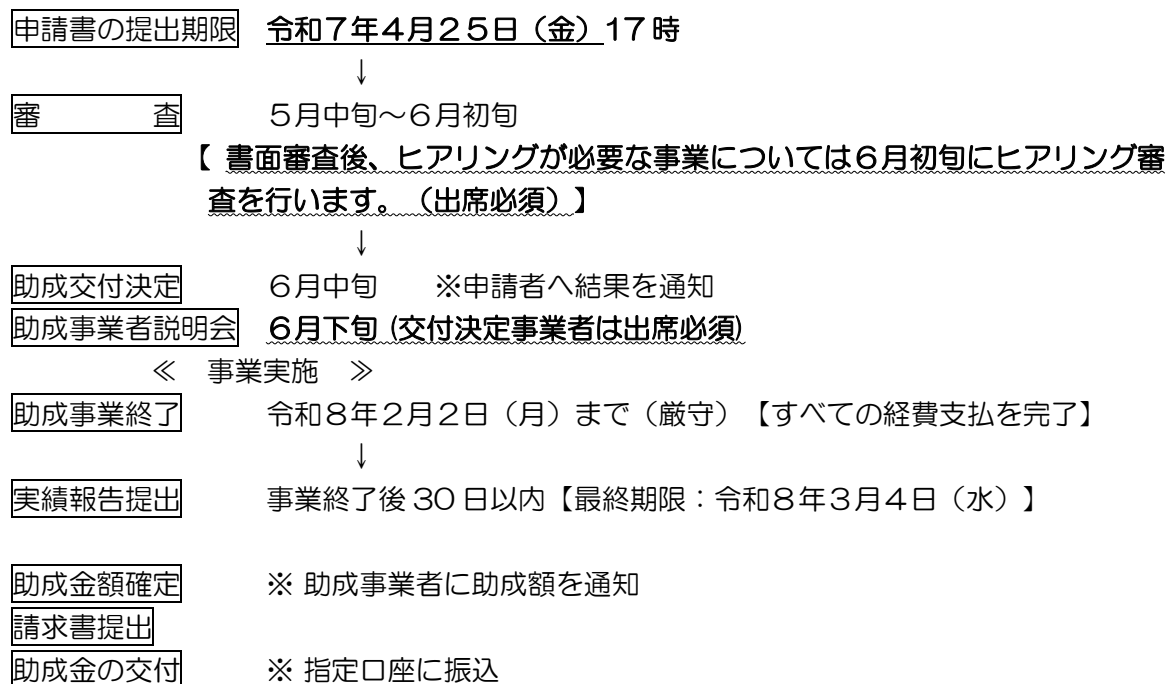 申請書の提出期限　令和７年４月２５日（金）17時
↓
審　　　　査　　　５月中旬～６月初旬
【 書面審査後、ヒアリングが必要な事業については６月初旬にヒアリング審
査を行います。（出席必須）】
↓
助成交付決定　　　６月中旬　　※申請者へ結果を通知
助成事業者説明会　６月下旬 (交付決定事業者は出席必須)
≪　事業実施　≫
助成事業終了　　　令和８年２月２日（月）まで（厳守）【すべての経費支払を完了】
↓
実績報告提出　　　事業終了後 30 日以内【最終期限：令和８年３月４日（水）】
助成金額確定　　　※ 助成事業者に助成額を通知
請求書提出
助成金の交付　　　※ 指定口座に振込